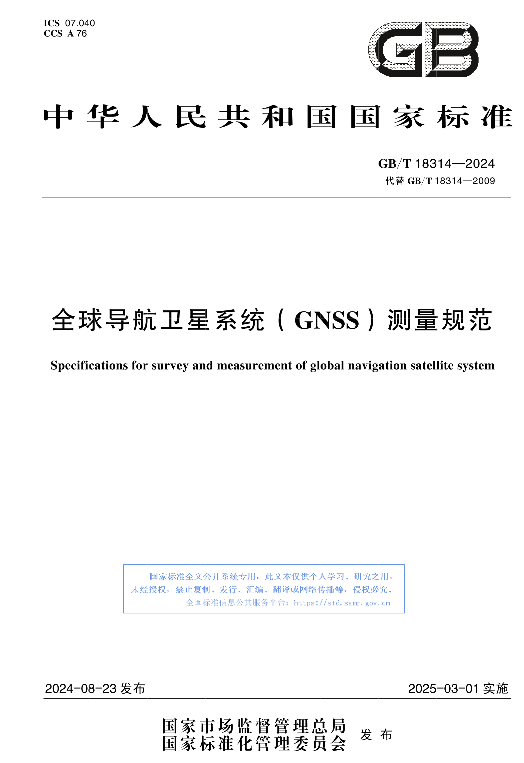 ICS 07.040
CCS A 76
GB
中华人民共和国国家标准
GB/T 18314—2024
代替 GB/T 18314—2009
全球导航卫星系统(GNSS)测量规范
Specifications for survey and measurement of global navigation satellite system
国家标准全文公开系统专用,此文本仅供个人学习、研究之用,
未经授权,禁止复制、发行、汇编、翻译或网络传播等,侵权必究。
全国标准信息公共服务平台:https://std.samr.gov.cn
2024-08-23 发布
2025-03-01 实施
国家市场监督管理总局
国家标准化管理委员会
发布